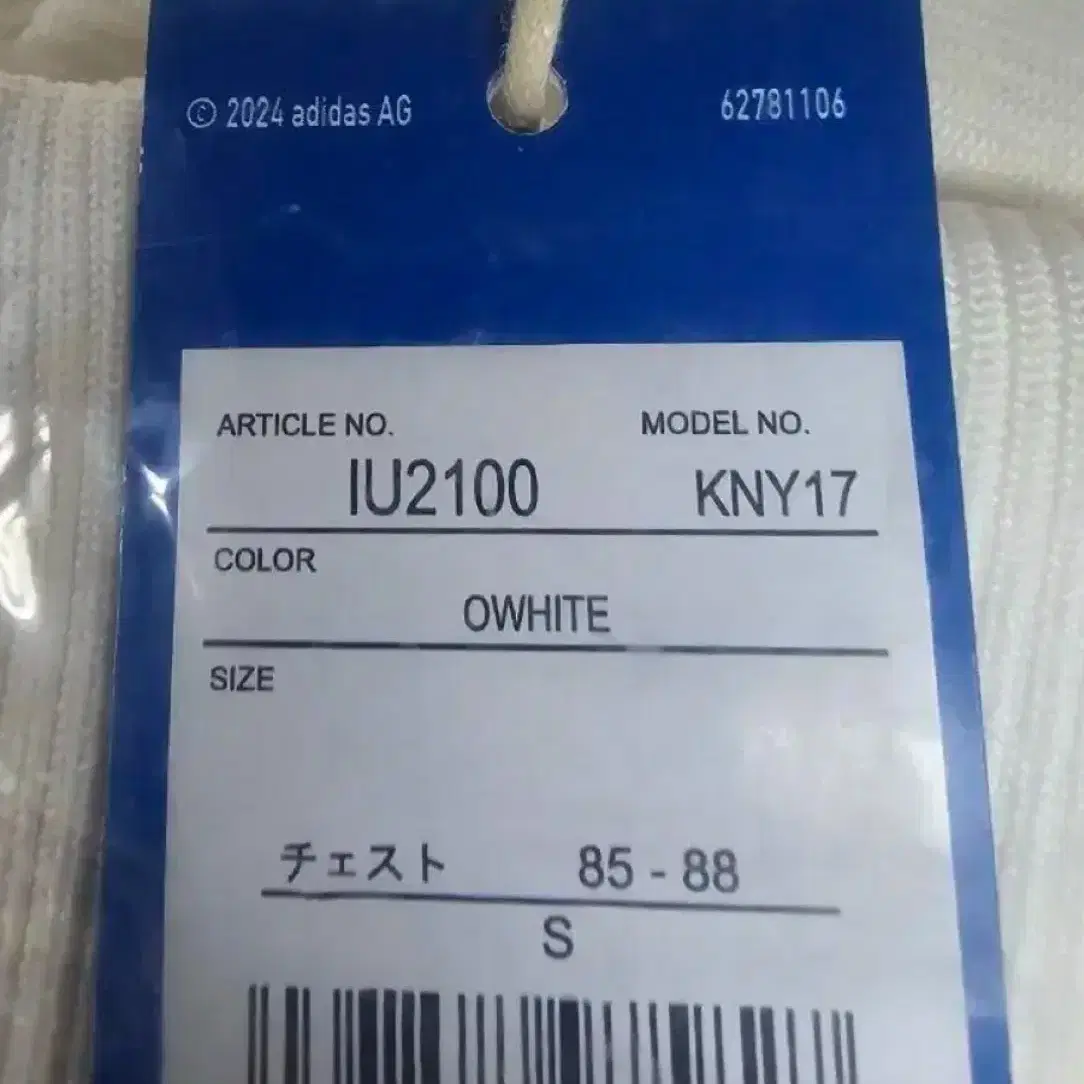 © 2024 adidas AG 62781106
ARTICLE NO. MODEL NO.
IU2100 KNY17
COLOR
OWHITE
SIZE
チェスト 85 - 88
S